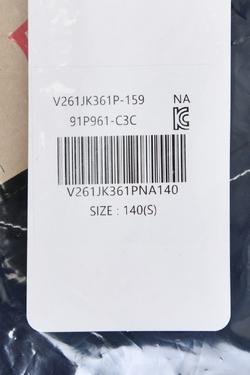 V261JK361P-159 NA
91P961-C3C
V261JK361PNA140
SIZE : 140(S)